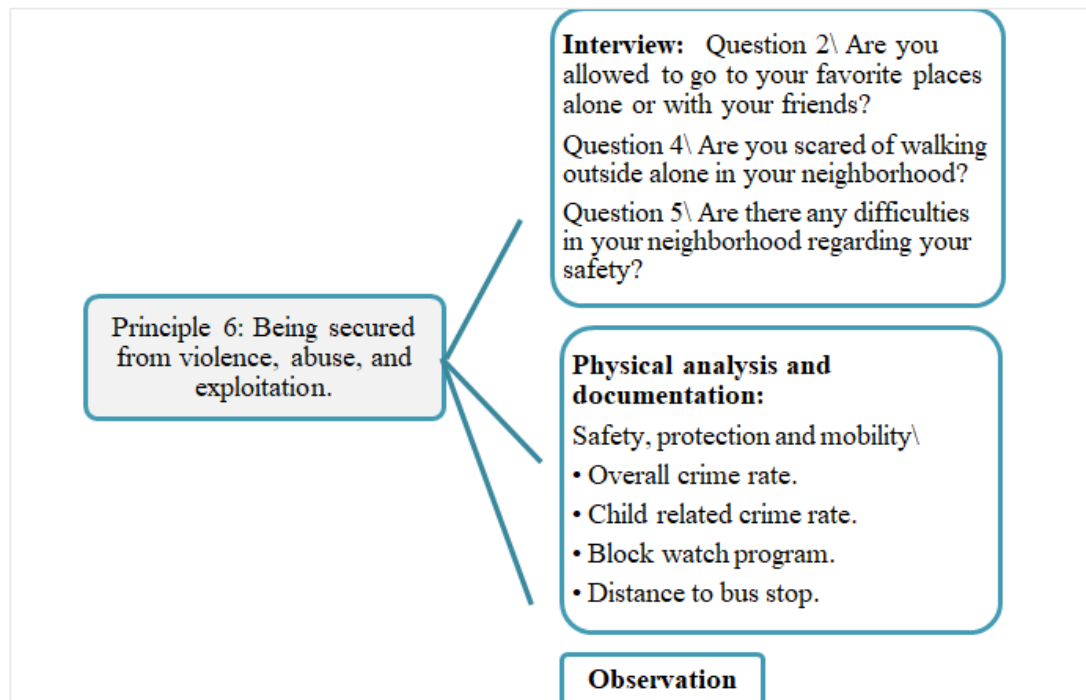 Interview: Question 2\ Are you
allowed to go to your favorite places
alone or with your friends?
Question 4\ Are you scared of walking
outside alone in your neighborhood?
Question 5\ Are there any difficulties
in your neighborhood regarding your
safety?
Principle 6: Being secured
from violence, abuse, and
exploitation.
Physical analysis and
documentation:
Safety, protection and mobility\
• Overall crime rate.
• Child related crime rate.
• Block watch program.
• Distance to bus stop.
Observation